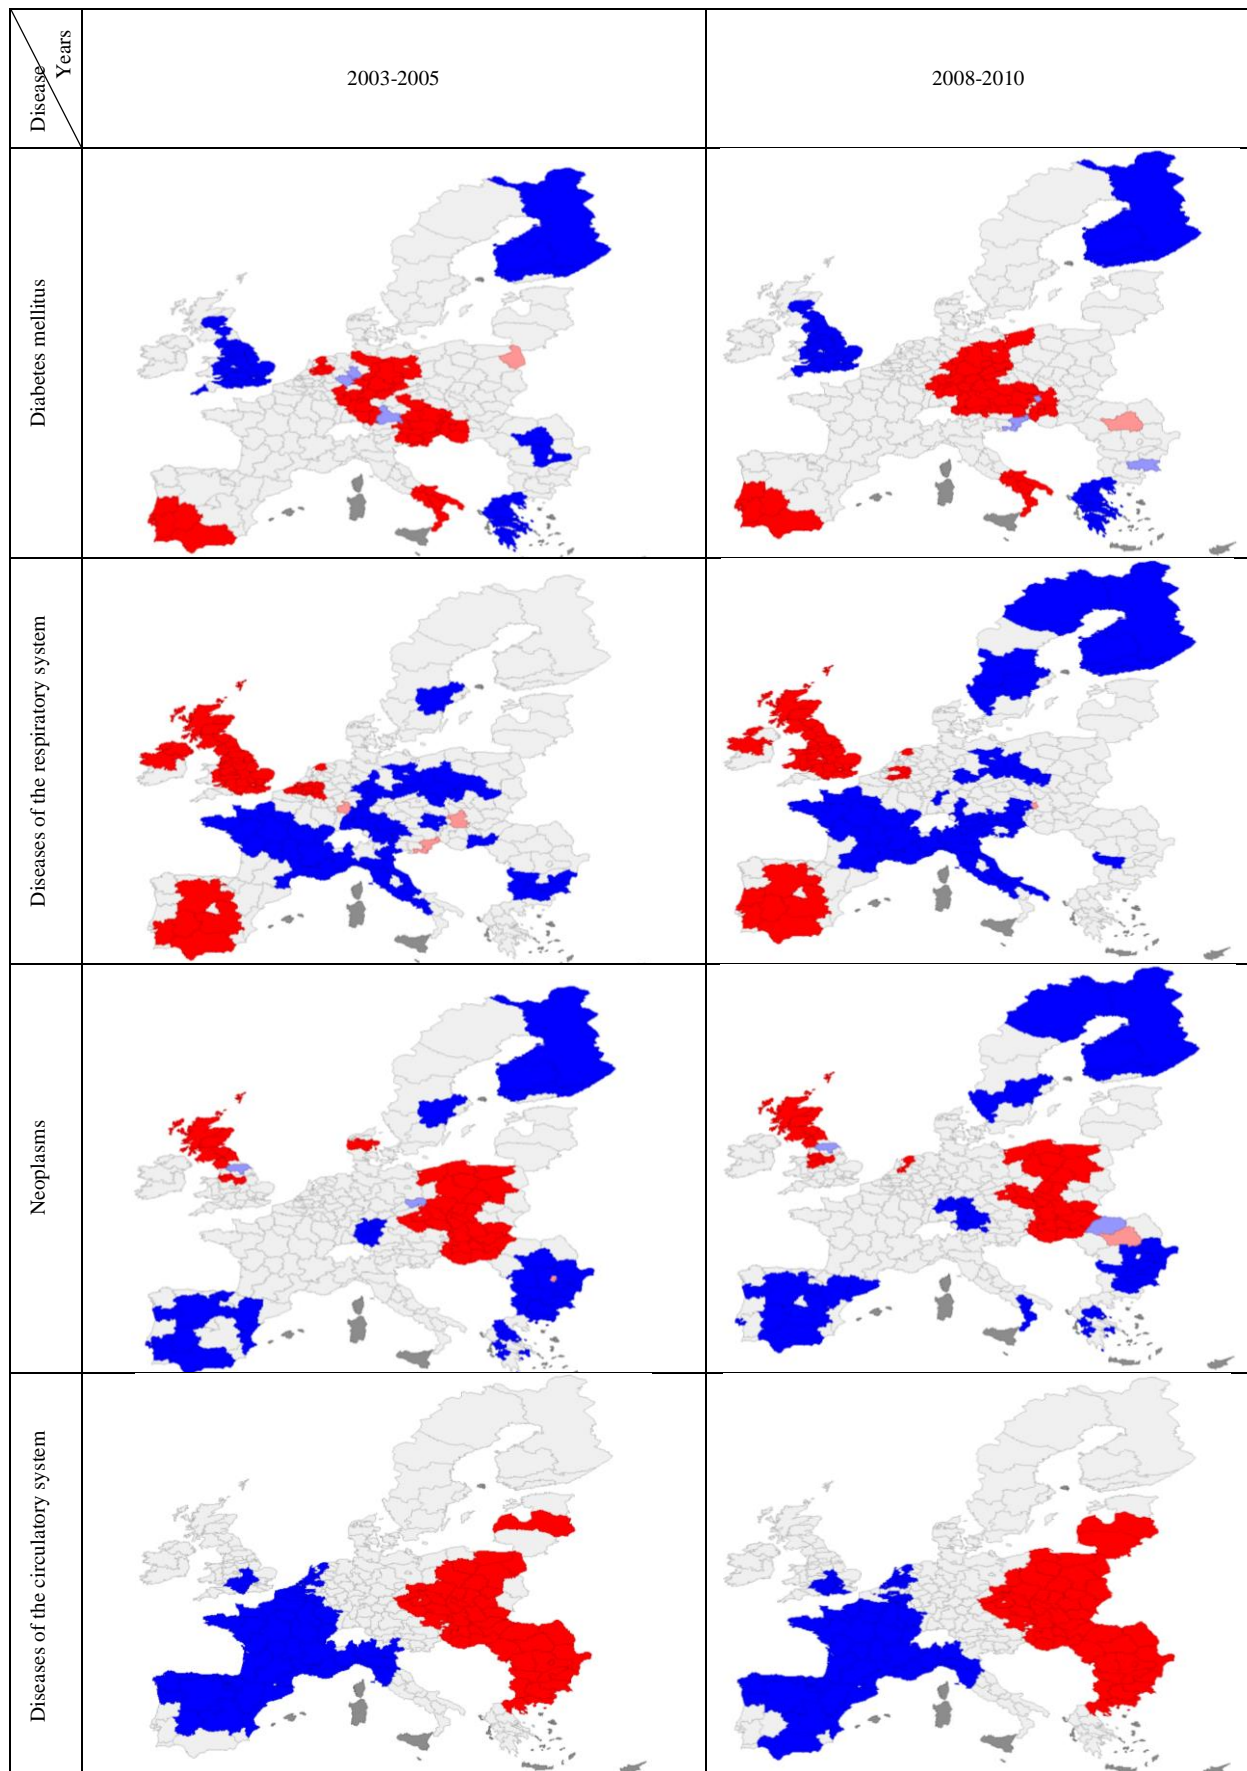 Disease
Years
2003-2005
2008-2010
Diabetes mellitus
Diseases of the respiratory system
Neoplasms
Diseases of the circulatory system